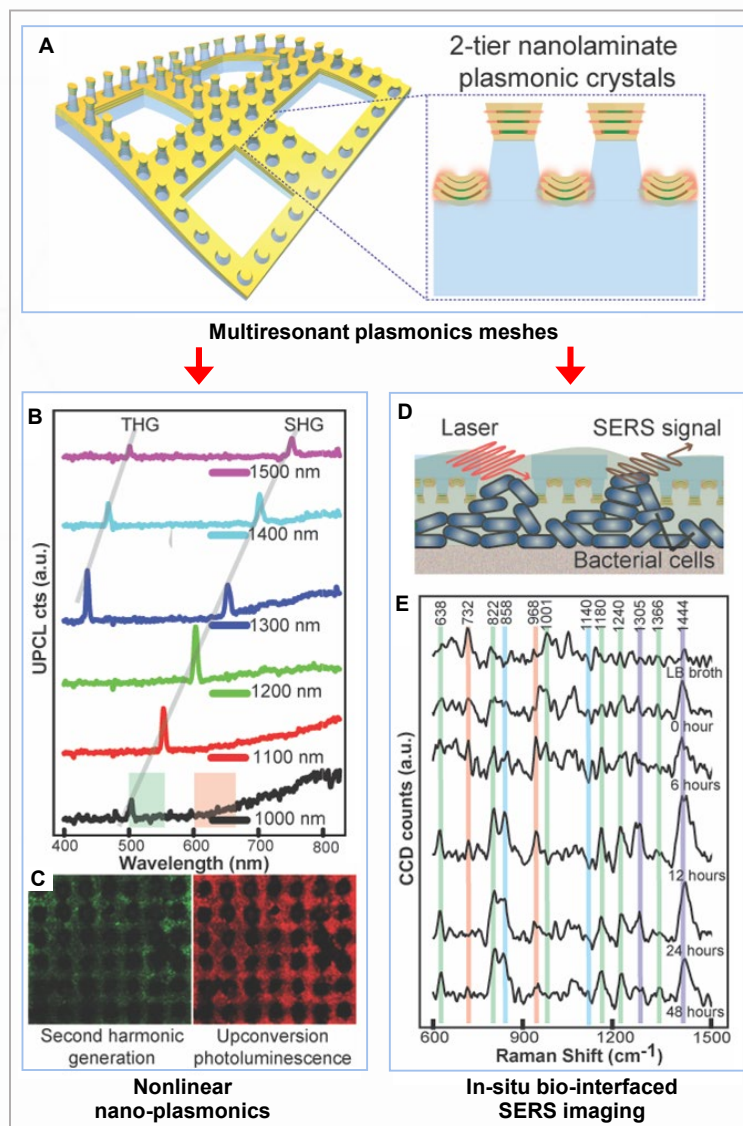 A
2-tier nanolaminate
plasmonic crystals
Multiresonant plasmonics meshes
B
THG
SHG
1500 nm
1400 nm
1300 nm
1200 nm
1100 nm
1000 nm
UPCL cts (a.u.)
400
500
600
700
800
Wavelength (nm)
C
Second harmonic
generation
Upconversion
photoluminescence
Nonlinear
nano-plasmonics
D
Laser
SERS signal
Bacterial cells
E
638
732
822
858
968
1001
1140
1180
1240
1305
1366
1444
LB broth
0 hour
6 hours
12 hours
24 hours
48 hours
CCD counts (a.u.)
600
900
1200
1500
Raman Shift (cm-1)
In-situ bio-interfaced
SERS imaging